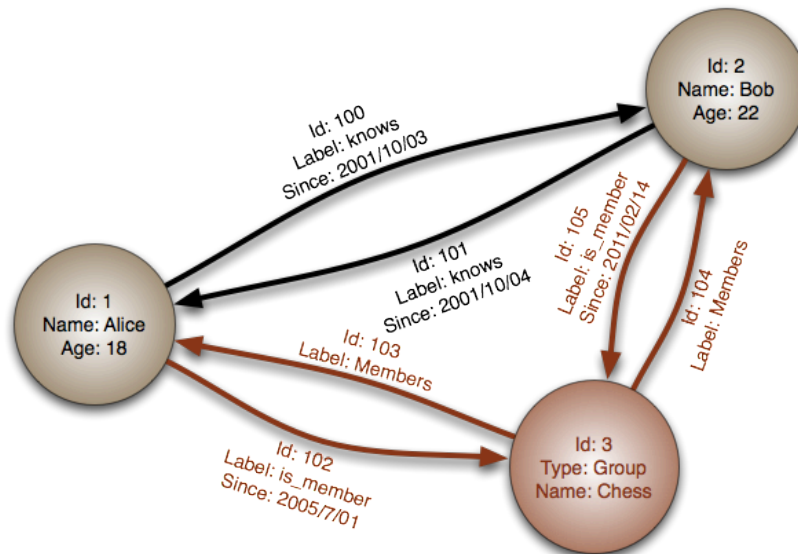 Id: 2
Name: Bob
Age: 22
Id: 100
Label: knows
Since: 2001/10/03
Id: 101
Label: knows
Since: 2001/10/04
Id: 105
Label: is_member
Since: 2011/02/14
Id: 104
Label: Members
Id: 1
Name: Alice
Age: 18
Id: 103
Label: Members
Id: 102
Label: is_member
Since: 2005/7/01
Id: 3
Type: Group
Name: Chess